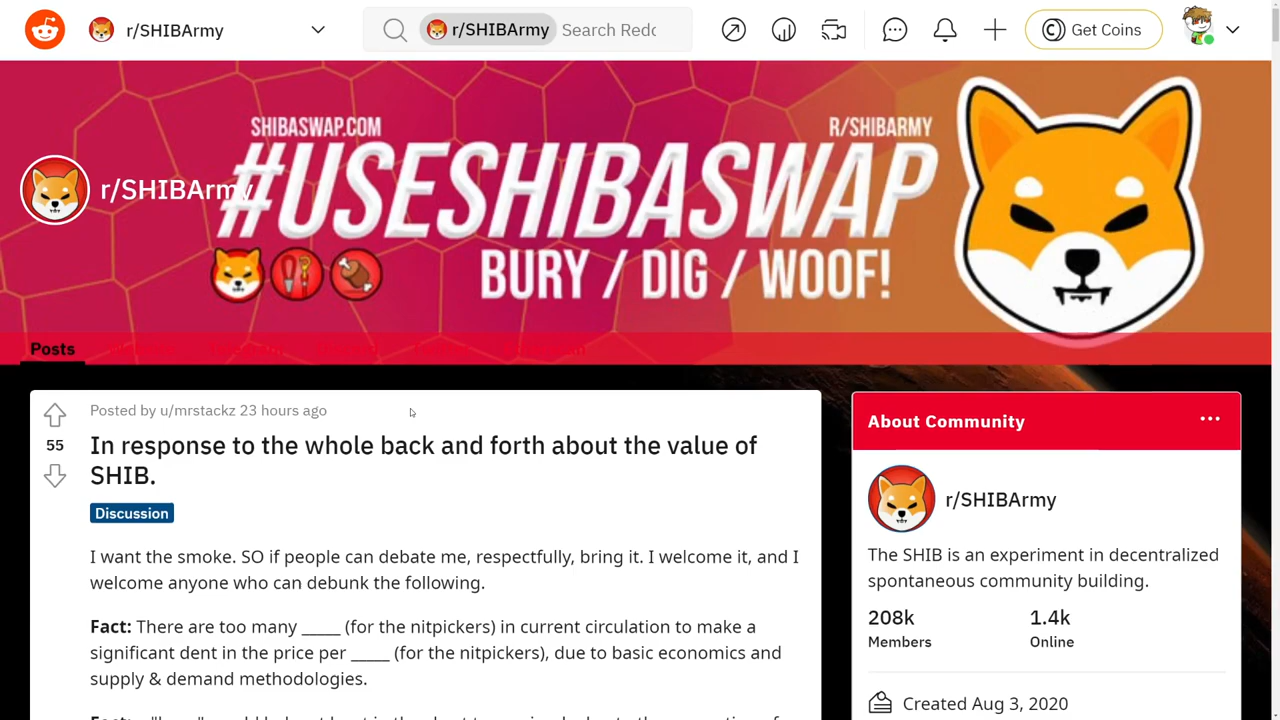 r/SHIBArmy
r/SHIBArmy
Get Coins
SHIBASWAP.COM
R/SHIBARMY
#USESHIBASWAP
r/SHIBArmy
BURY / DIG / WOOF!
Posts
Posted by u/mrstackz 23 hours ago
55
In response to the whole back and forth about the value of
SHIB.
Discussion
I want the smoke. SO if people can debate me, respectfully, bring it. I welcome it, and I
welcome anyone who can debunk the following.
Fact: There are too many _____ (for the nitpickers) in current circulation to make a
significant dent in the price per _____ (for the nitpickers), due to basic economics and
supply & demand methodologies.
About Community
r/SHIBArmy
The SHIB is an experiment in decentralized
spontaneous community building.
208k
1.4k
Members
Online
Created Aug 3, 2020